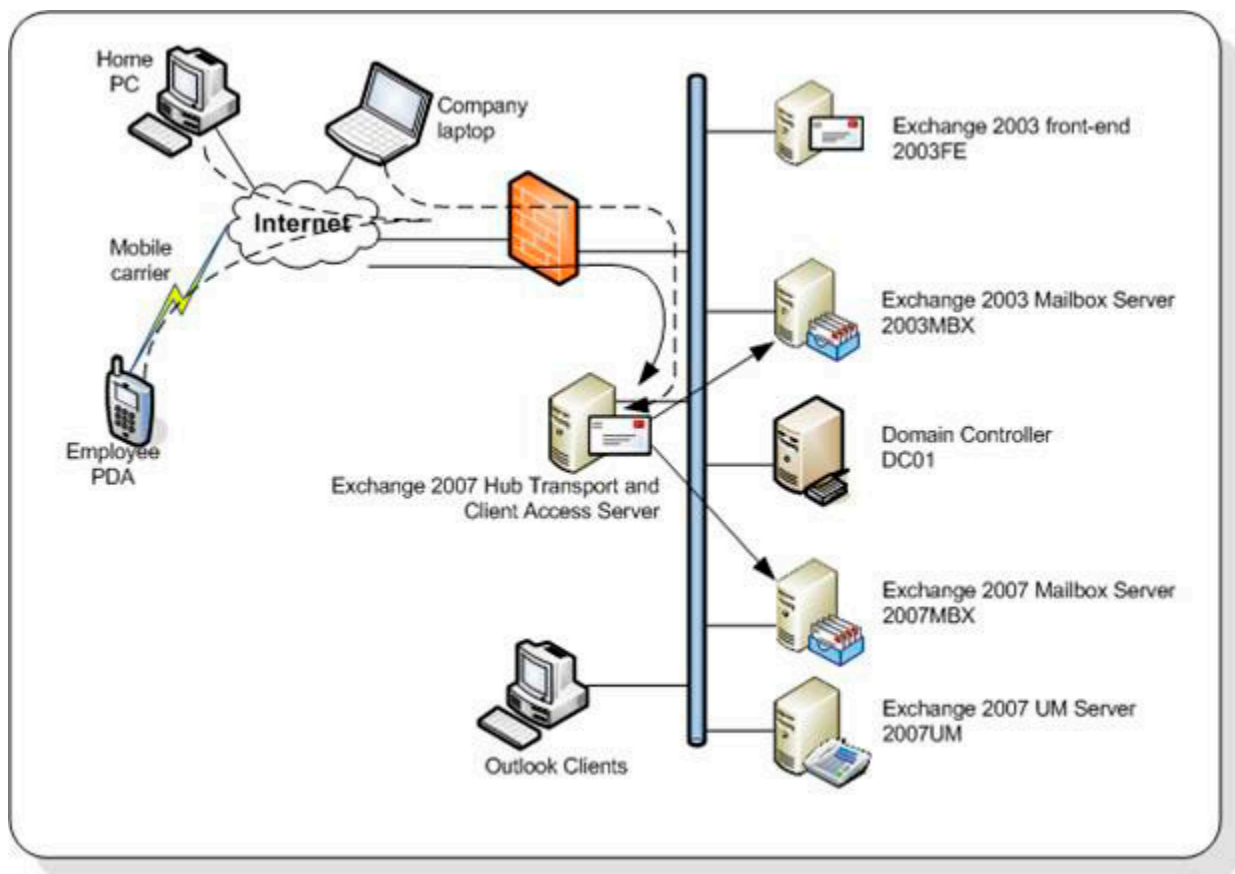 Home
PC
Company
laptop
Internet
Mobile
carrier
Employee
PDA
Exchange 2003 front-end
2003FE
Exchange 2003 Mailbox Server
2003MBX
Domain Controller
DC01
Exchange 2007 Hub Transport and
Client Access Server
Exchange 2007 Mailbox Server
2007MBX
Exchange 2007 UM Server
2007UM
Outlook Clients